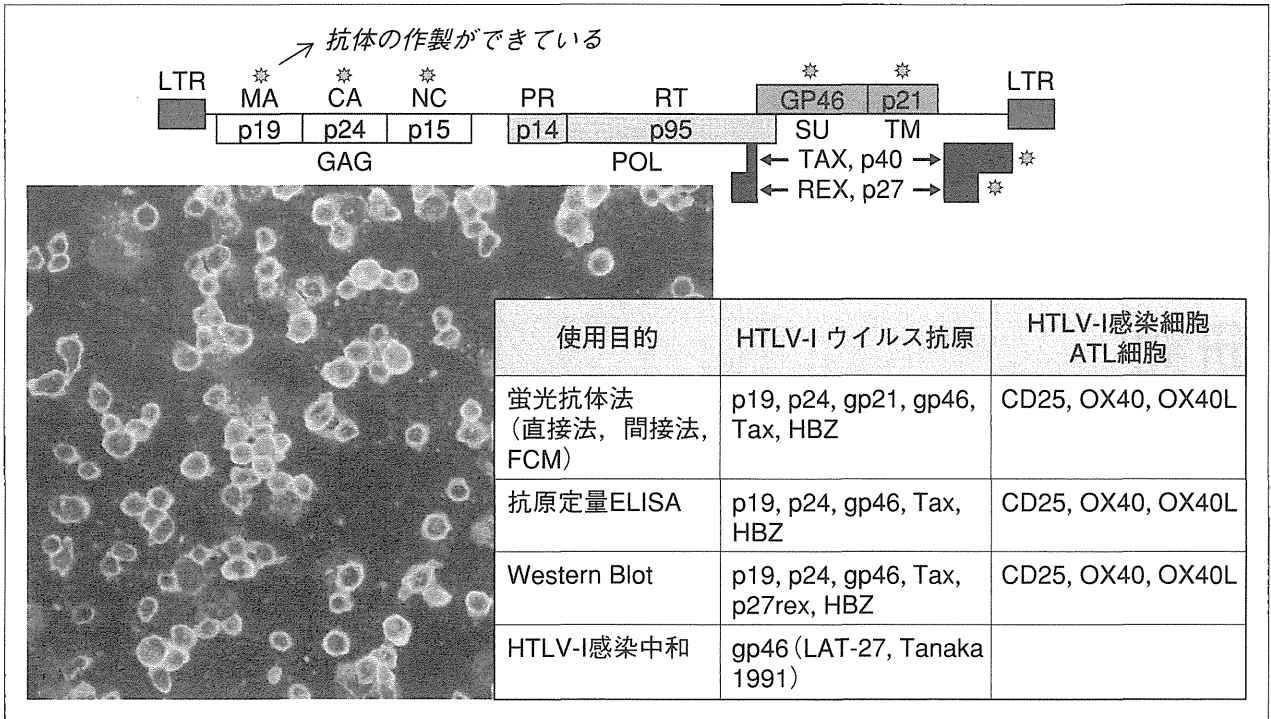 抗体の作製ができている
LTR
LTR
MA
CA
NC
PR
RT
GP46
p21
p19
p24
p15
p14
p95
SU
TM
GAG
POL
TAX, p40
REX, p27
使用目的
HTLV-I ウイルス抗原
HTLV-I感染細胞
ATL細胞
蛍光抗体法
（直接法，間接法，
FCM）
p19, p24, gp21, gp46,
Tax, HBZ
CD25, OX40, OX40L
抗原定量ELISA
p19, p24, gp46, Tax,
HBZ
CD25, OX40, OX40L
Western Blot
p19, p24, gp46, Tax,
p27rex, HBZ
CD25, OX40, OX40L
HTLV-I感染中和
gp46（LAT-27, Tanaka
1991）